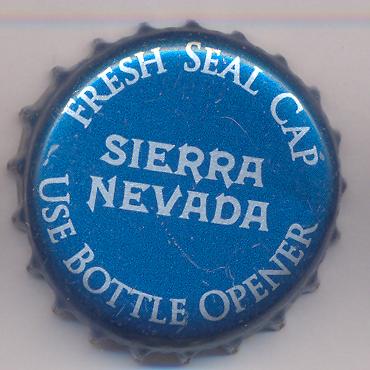 FRESH SEAL CAP
SIERRA
NEVADA
USE BOTTLE OPENER